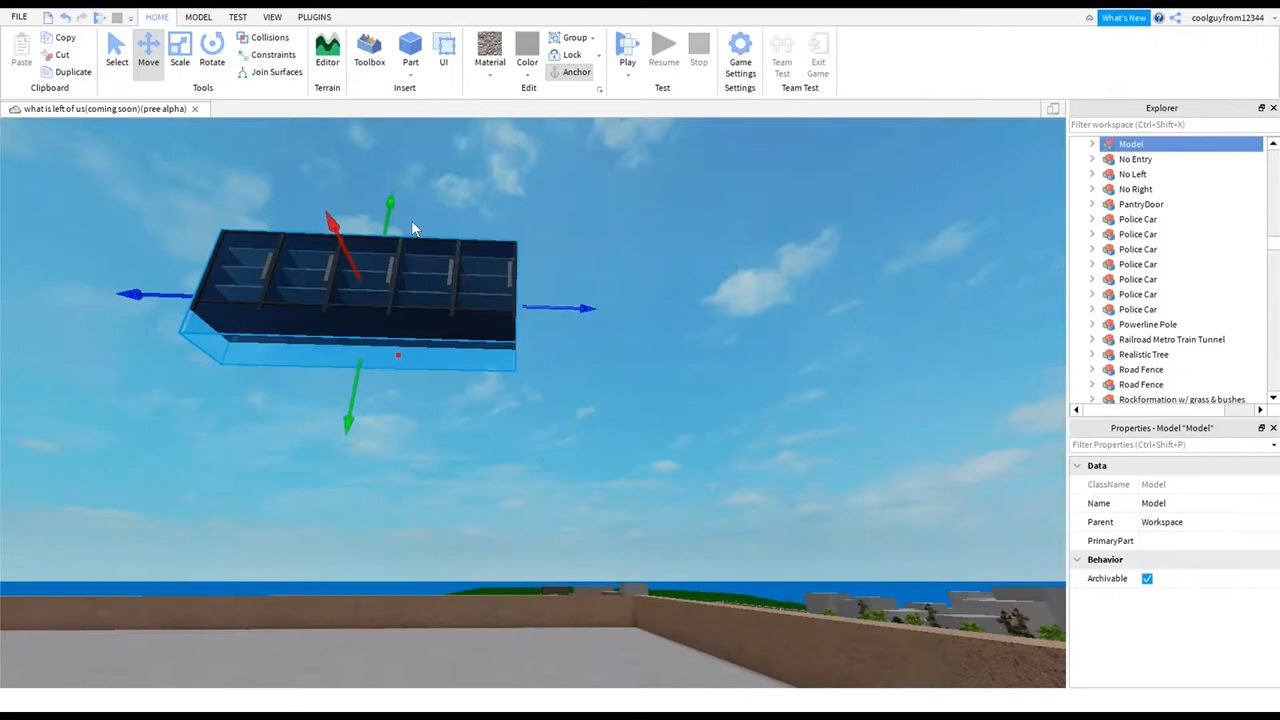 FILE HOME MODEL TEST VIEW PLUGINS What's New coolguyfrom12344
Paste Copy Cut Duplicate Clipboard
Select Move Scale Rotate Collisions Constraints Join Surfaces Tools
Editor Terrain
Toolbox Part UI Insert
Material Color Group Lock Anchor Edit
Play Resume Stop Test
Game Settings Settings
Team Test Exit Game Team Test
what is left of us(coming soon)(pree alpha)
Explorer
Filter workspace (Ctrl+Shift+X)
Model
No Entry
No Left
No Right
PantryDoor
Police Car
Police Car
Police Car
Police Car
Police Car
Police Car
Police Car
Powerline Pole
Railroad Metro Train Tunnel
Realistic Tree
Road Fence
Road Fence
Rockformation w/ grass & bushes
Properties - Model "Model"
Filter Properties (Ctrl+Shift+P)
Data
ClassName Model
Name Model
Parent Workspace
PrimaryPart
Behavior
Archivable